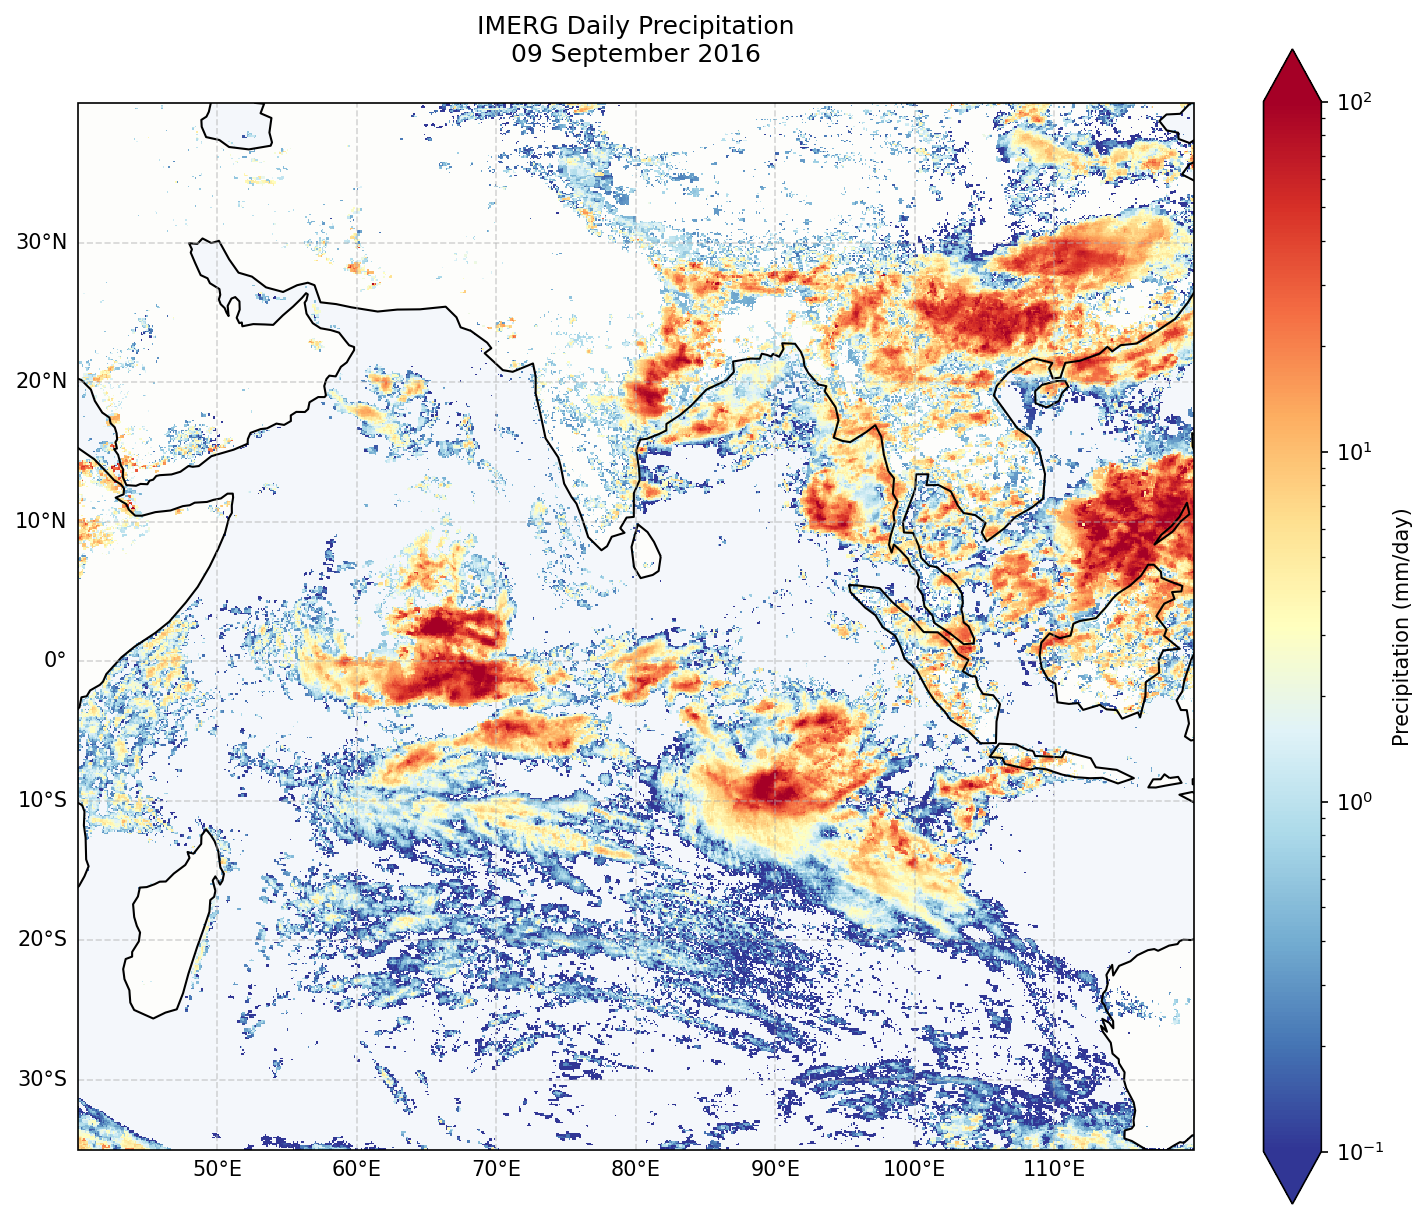 IMERG Daily Precipitation
09 September 2016
30°N
20°N
10°N
0°
10°S
20°S
30°S
50°E 60°E 70°E 80°E 90°E 100°E 110°E
10²
10¹
10⁰
10⁻¹
Precipitation (mm/day)